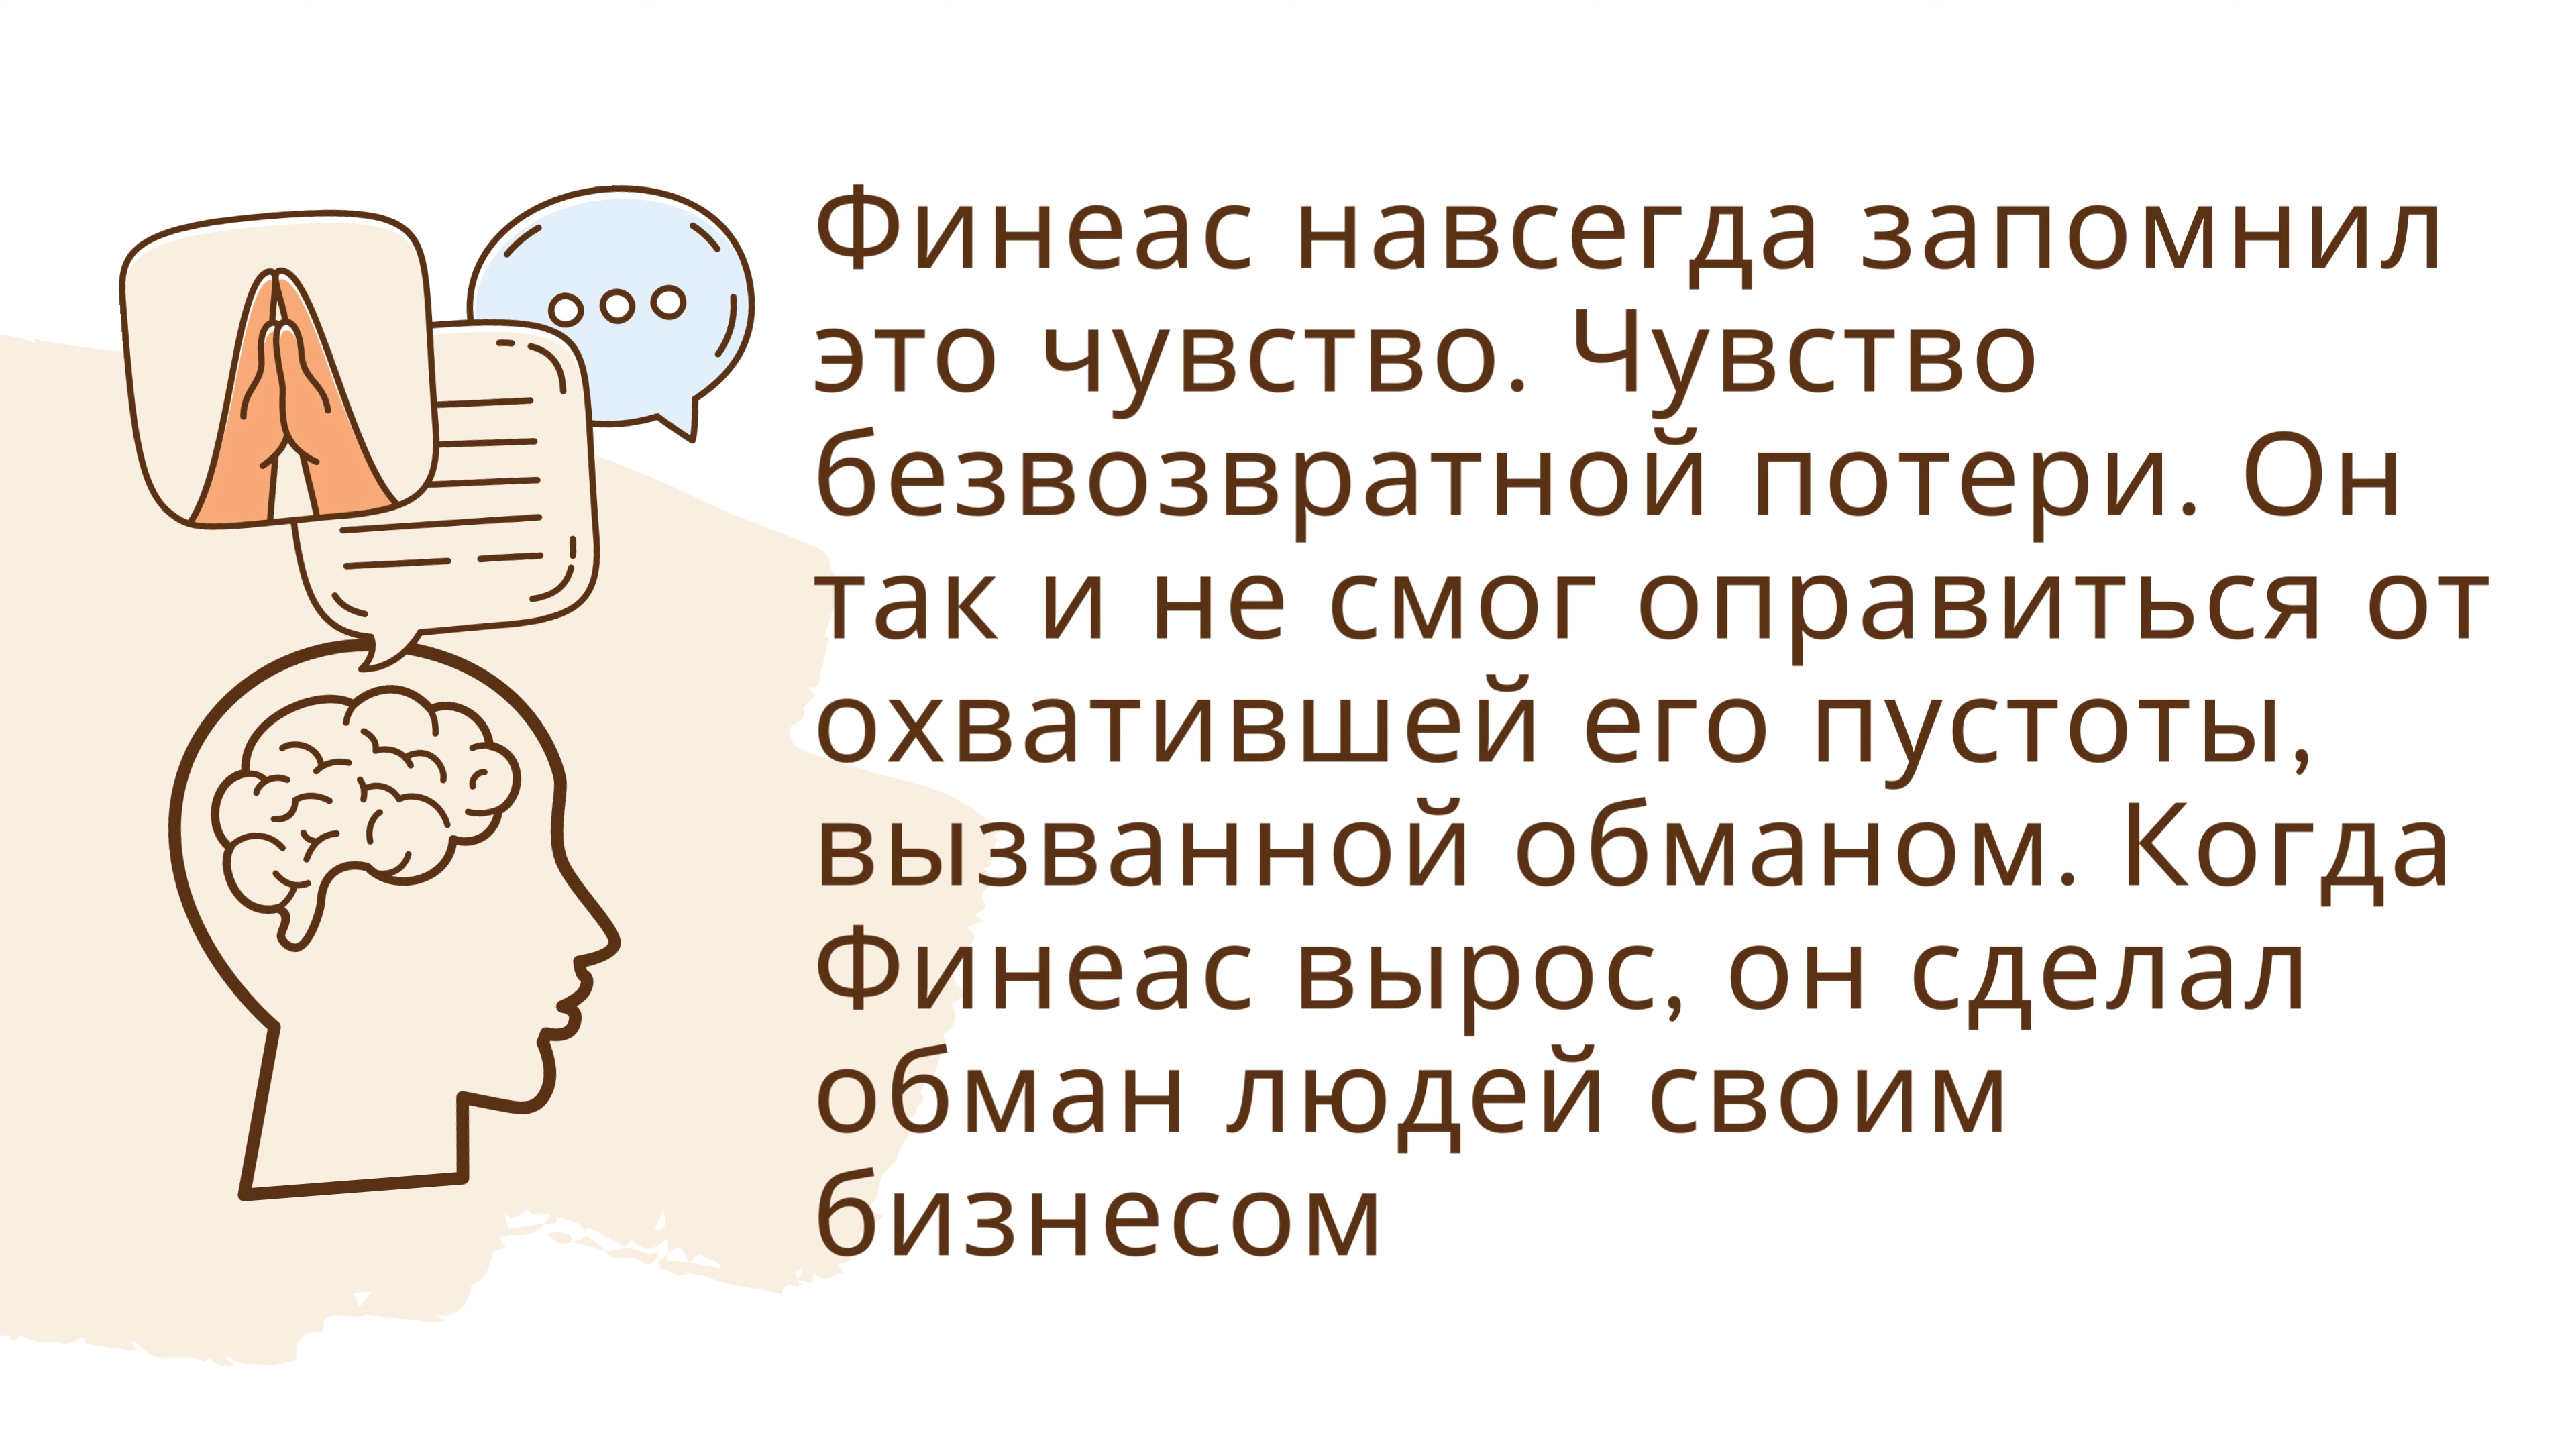 Финеас навсегда запомнил
это чувство. Чувство
безвозвратной потери. Он
так и не смог оправиться от
охватившей его пустоты,
вызванной обманом. Когда
Финеас вырос, он сделал
обман людей своим
бизнесом